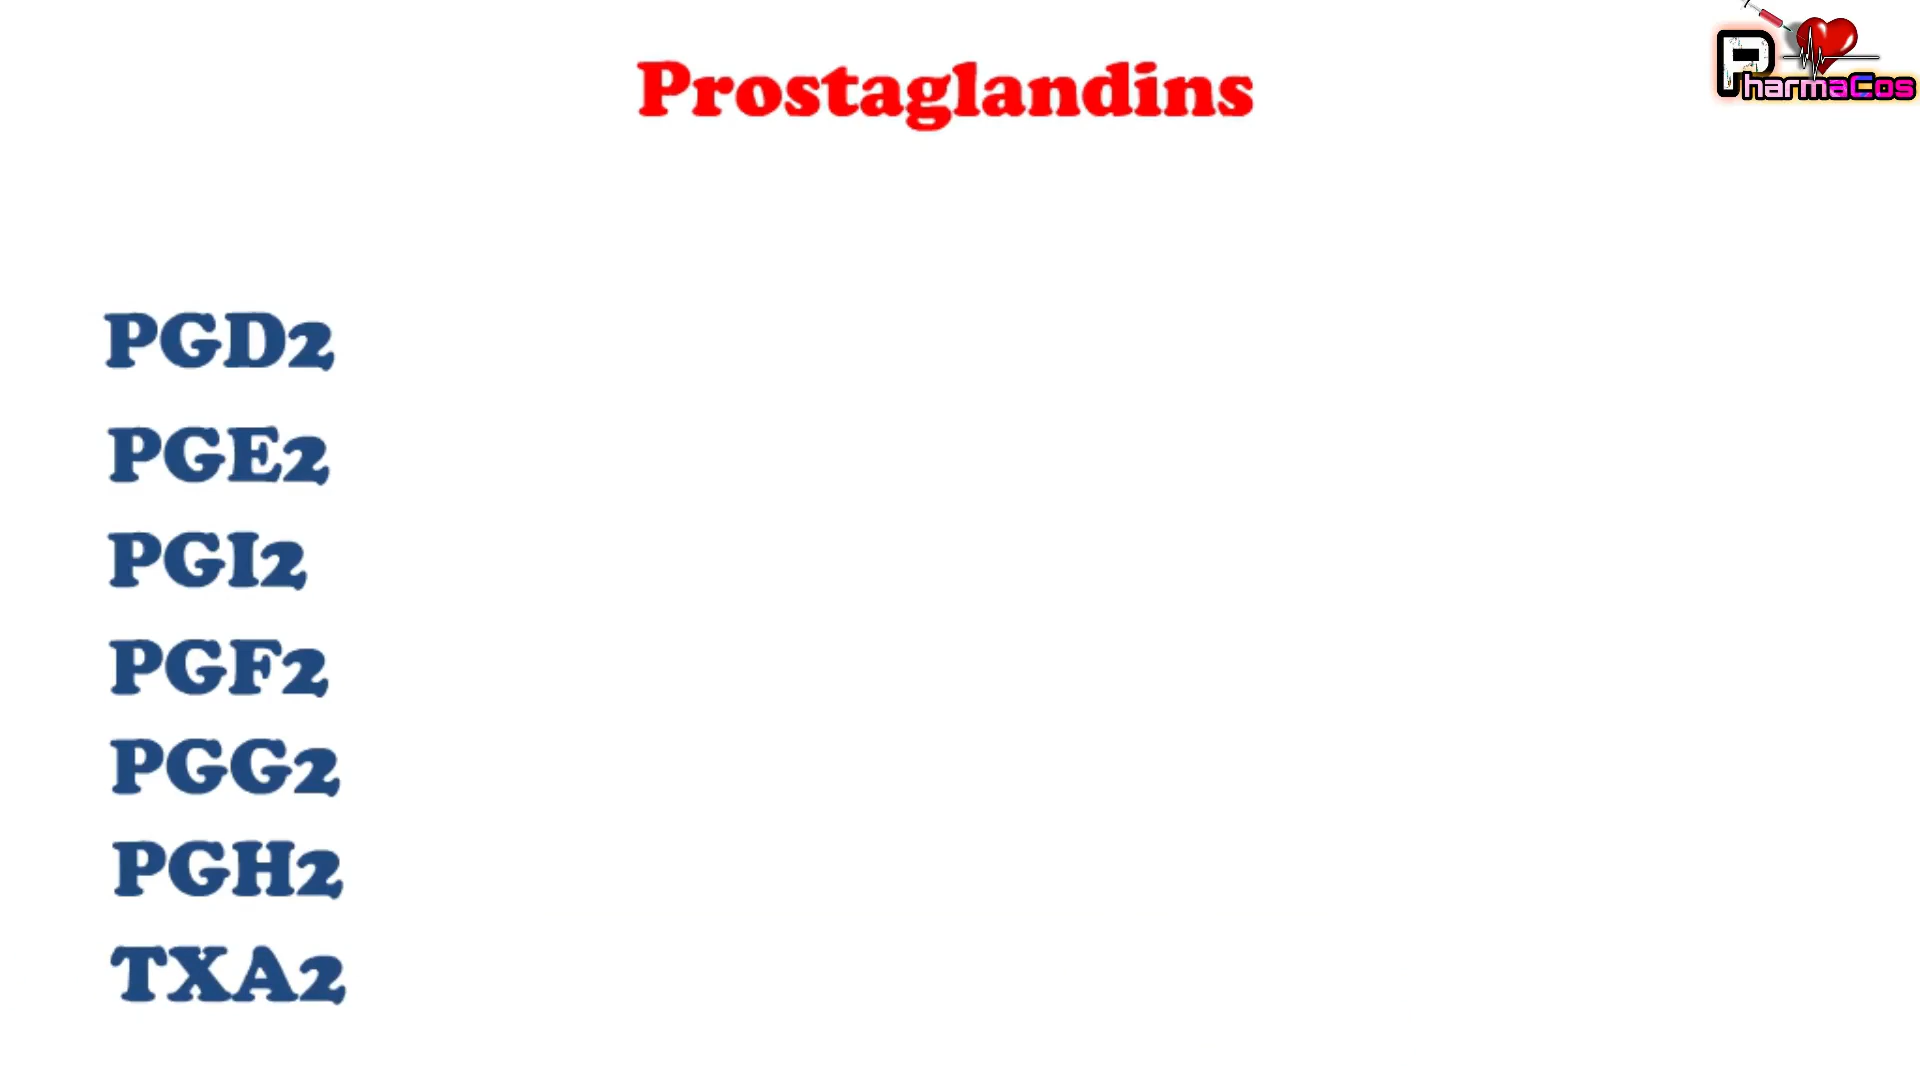 Prostaglandins
PharmaCos
PGD2
PGE2
PGI2
PGF2
PGG2
PGH2
TXA2